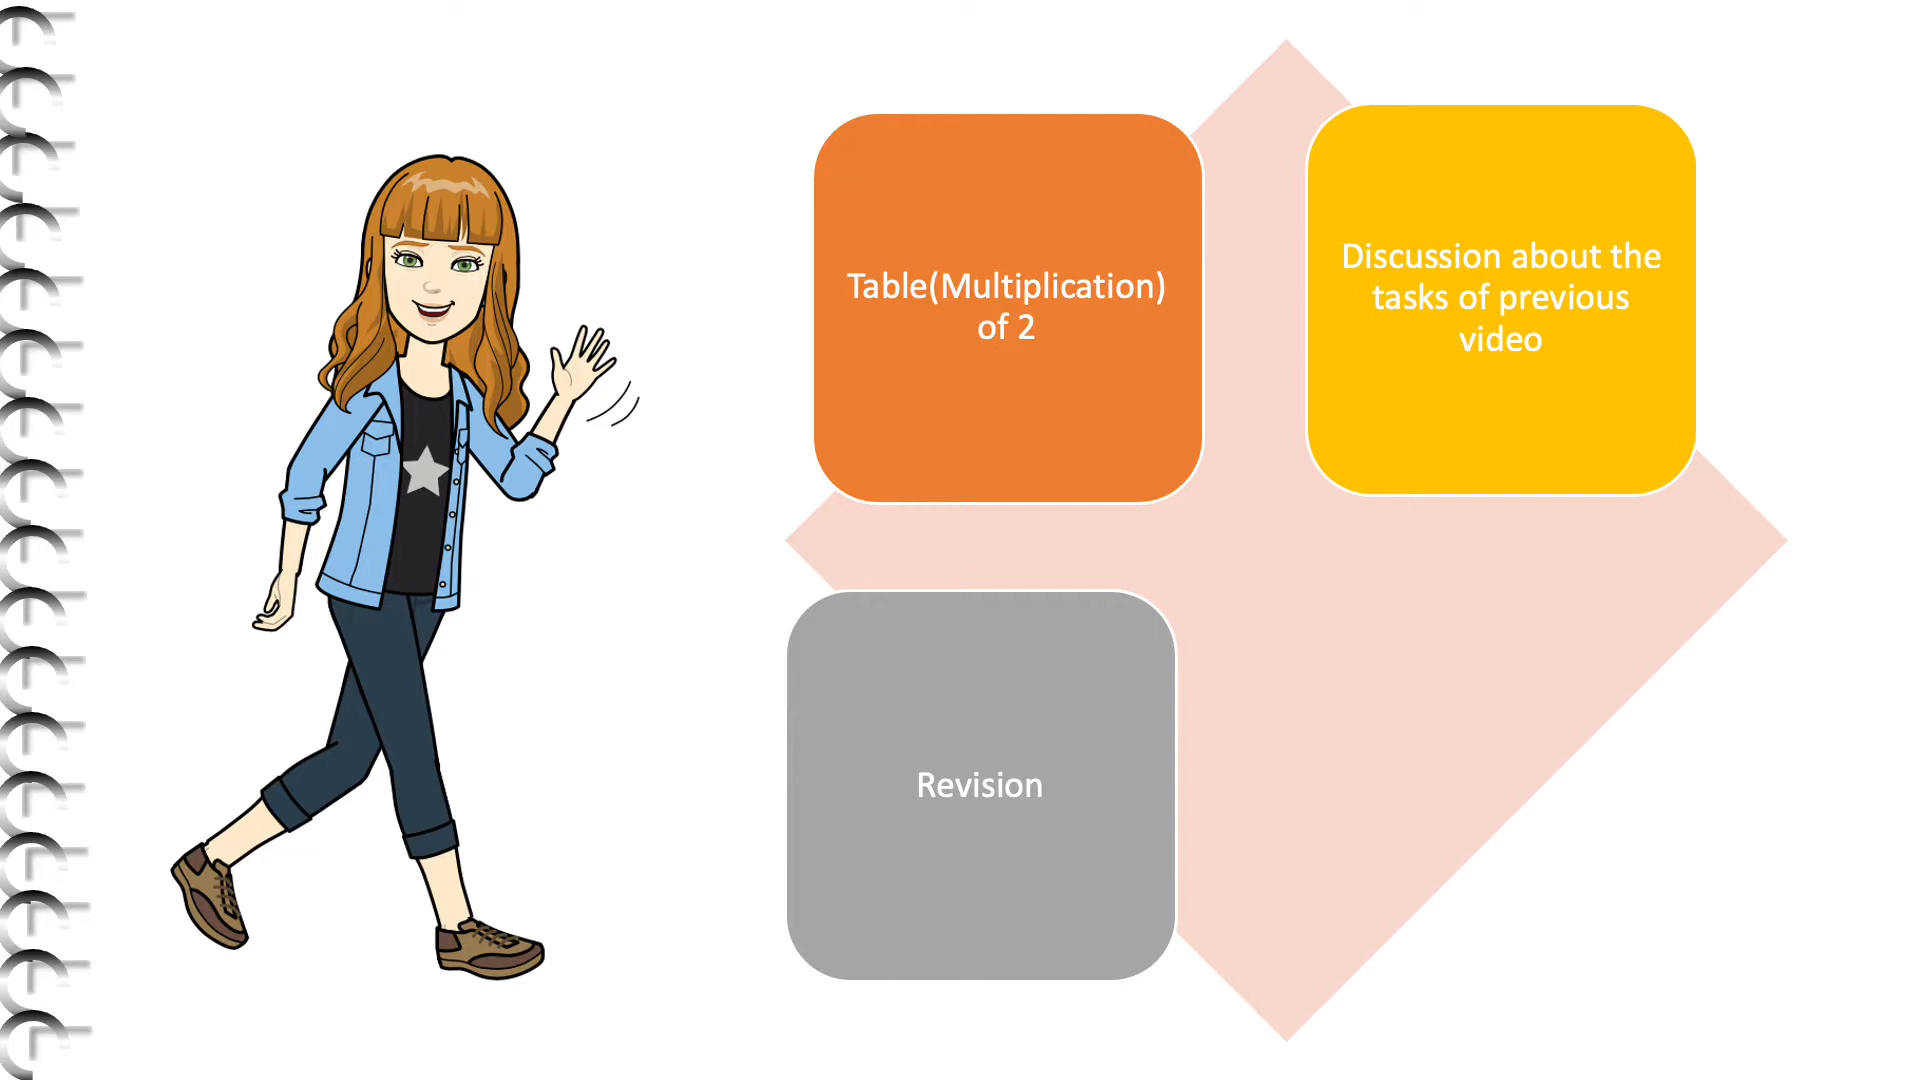 Table(Multiplication)
of 2
Discussion about the
tasks of previous
video
Revision